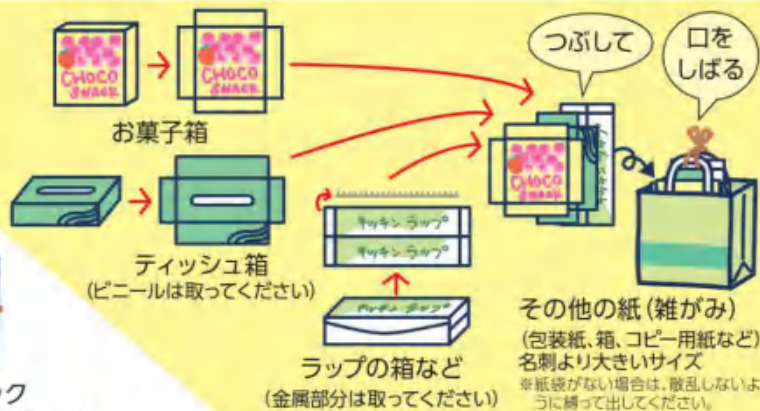 つぶして
口を
しばる
CHOCO
SNACK
CHOCO
SNACK
お菓子箱
CHOCO
SNACK
キッチンラップ
ティッシュ箱
(ビニールは取ってください)
キッチンラップ
キッチンラップ
ラップの箱など
(金属部分は取ってください)
その他の紙(雑がみ)
(包装紙、箱、コピー用紙など)
名刺より大きいサイズ
※紙袋がない場合は、散乱しないよ
うに縛って出してください。
ック